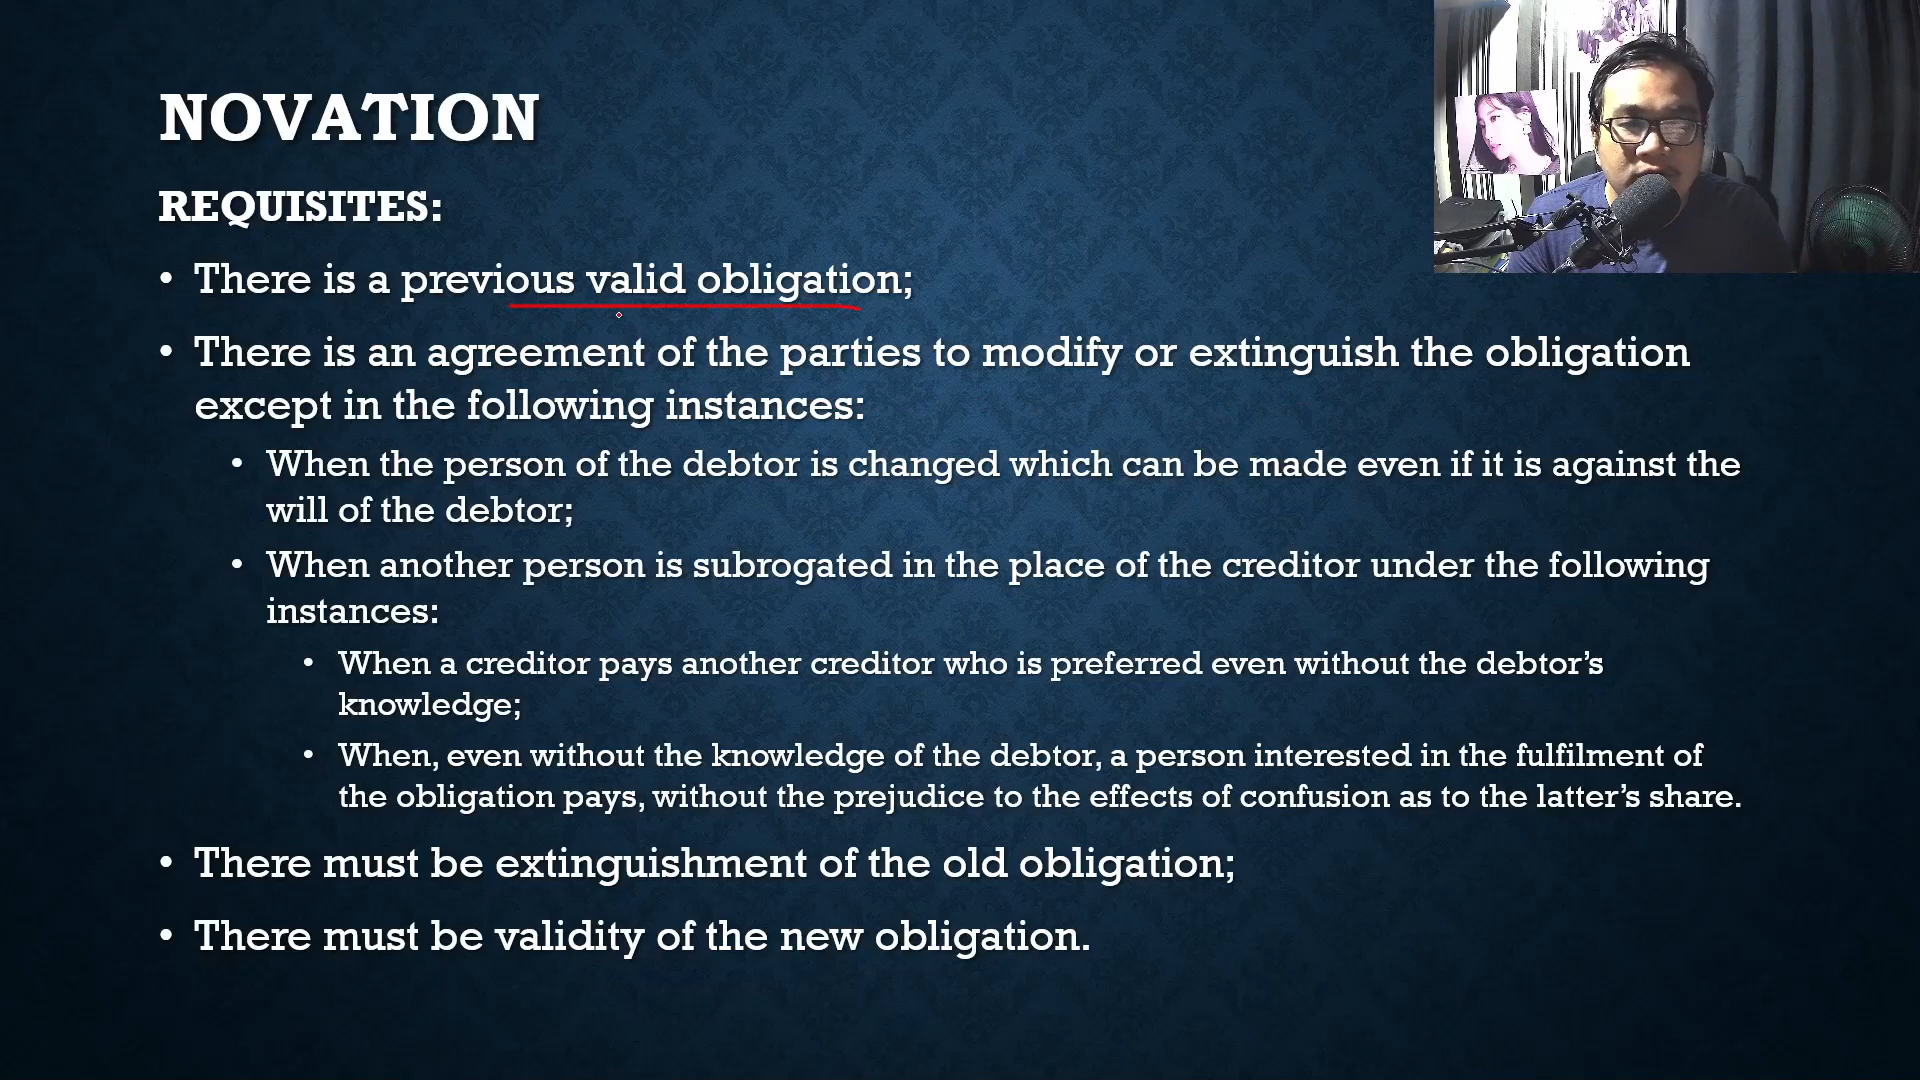 NOVATION
REQUISITES:
• There is a previous valid obligation;
• There is an agreement of the parties to modify or extinguish the obligation
except in the following instances:
• When the person of the debtor is changed which can be made even if it is against the
will of the debtor;
• When another person is subrogated in the place of the creditor under the following
instances:
• When a creditor pays another creditor who is preferred even without the debtor’s
knowledge;
• When, even without the knowledge of the debtor, a person interested in the fulfilment of
the obligation pays, without the prejudice to the effects of confusion as to the latter’s share.
• There must be extinguishment of the old obligation;
• There must be validity of the new obligation.